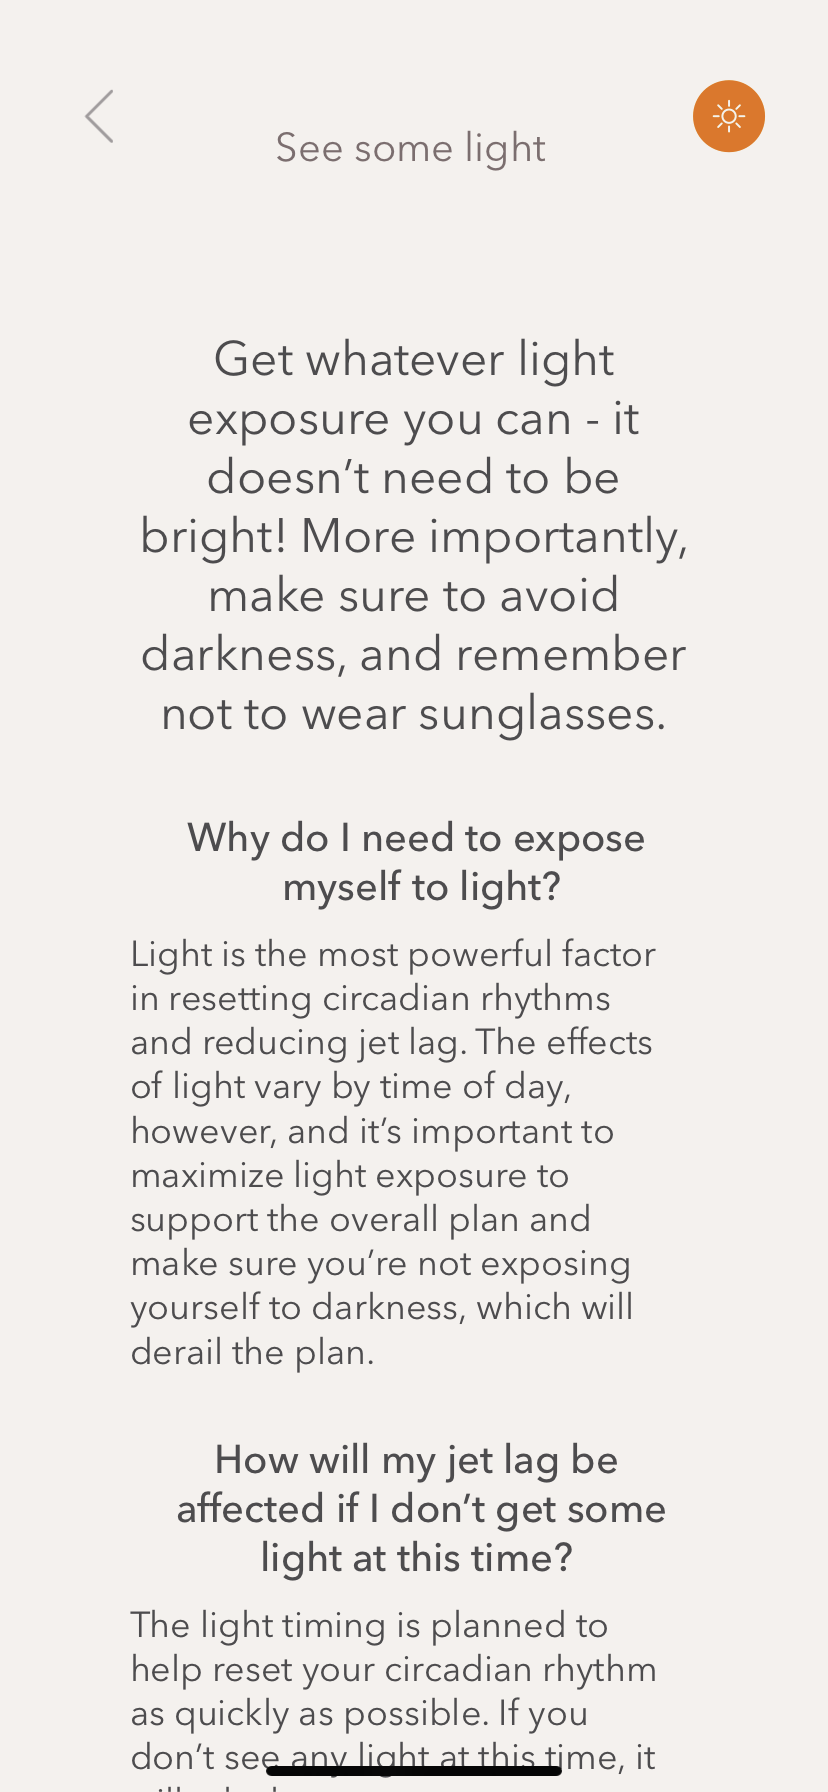 See some light
Get whatever light
exposure you can - it
doesn’t need to be
bright! More importantly,
make sure to avoid
darkness, and remember
not to wear sunglasses.
Why do I need to expose
myself to light?
Light is the most powerful factor
in resetting circadian rhythms
and reducing jet lag. The effects
of light vary by time of day,
however, and it’s important to
maximize light exposure to
support the overall plan and
make sure you’re not exposing
yourself to darkness, which will
derail the plan.
How will my jet lag be
affected if I don’t get some
light at this time?
The light timing is planned to
help reset your circadian rhythm
as quickly as possible. If you
don’t see any light at this time, it